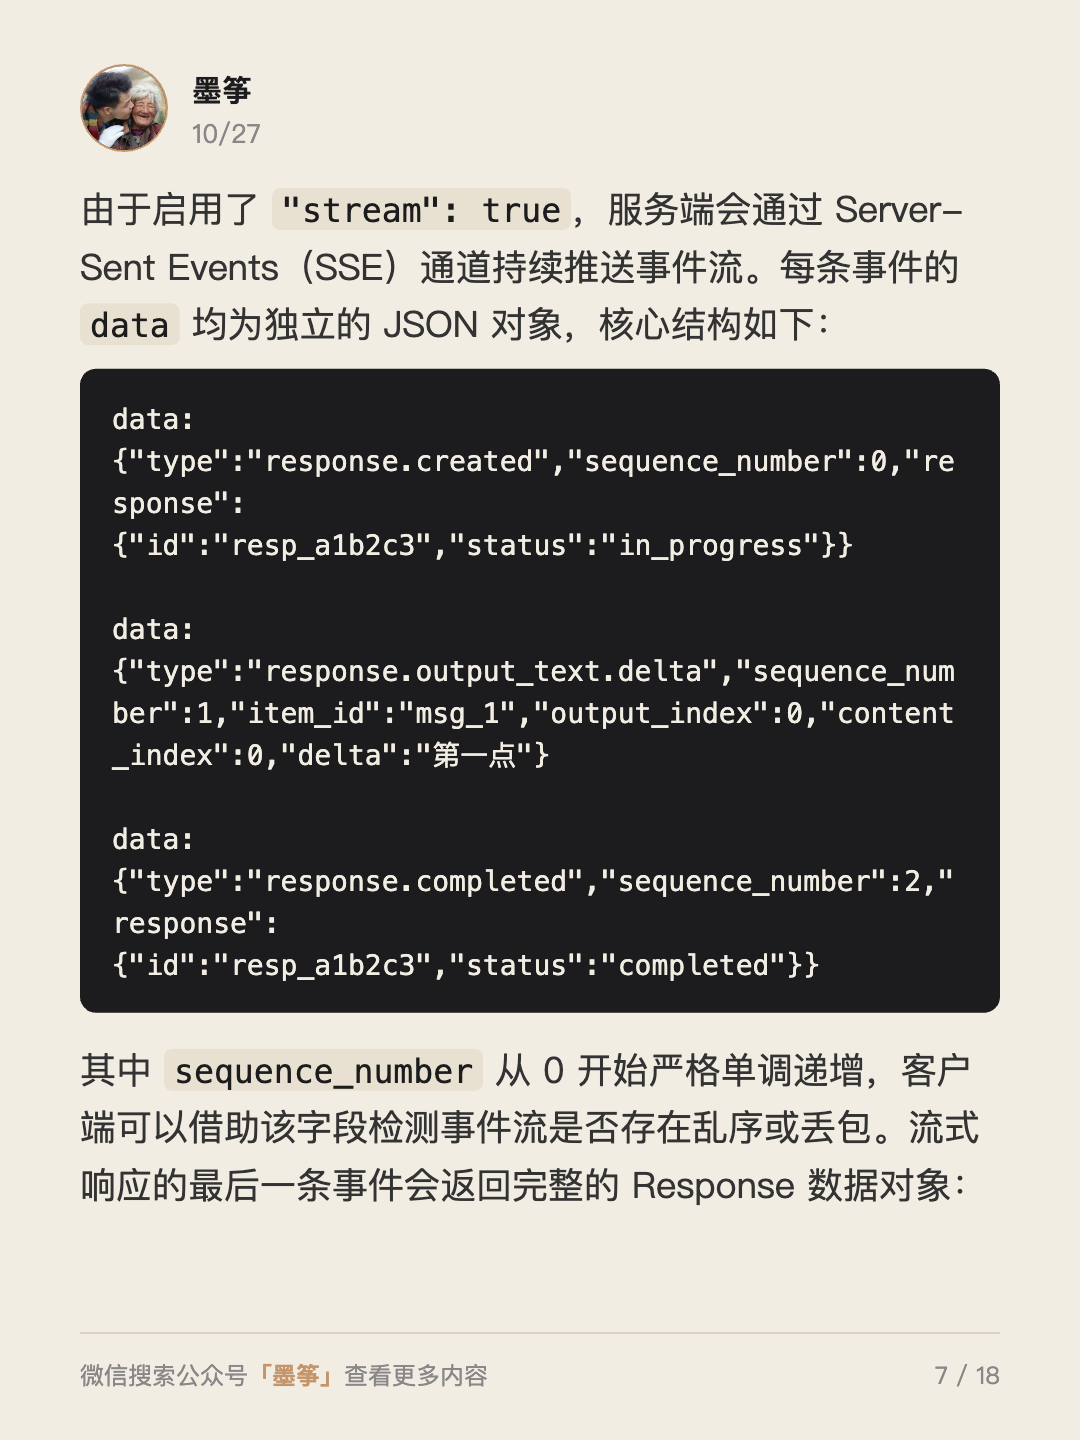 墨筝
10/27
由于启用了 "stream": true，服务端会通过 Server-
Sent Events（SSE）通道持续推送事件流。每条事件的
data 均为独立的 JSON 对象，核心结构如下：
data:
{"type":"response.created","sequence_number":0,"re
sponse":
{"id":"resp_a1b2c3","status":"in_progress"}}
data:
{"type":"response.output_text.delta","sequence_num
ber":1,"item_id":"msg_1","output_index":0,"content
_index":0,"delta":"第一点"}
data:
{"type":"response.completed","sequence_number":2,"
response":
{"id":"resp_a1b2c3","status":"completed"}}
其中 sequence_number 从 0 开始严格单调递增，客户
端可以借助该字段检测事件流是否存在乱序或丢包。流式
响应的最后一条事件会返回完整的 Response 数据对象：
微信搜索公众号「墨筝」查看更多内容
7 / 18